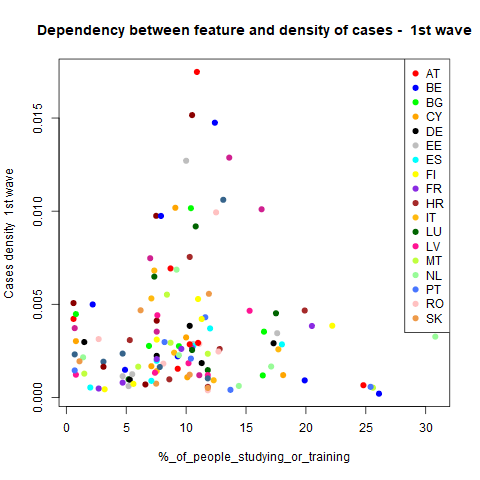 Dependency between feature and density of cases - 1st wave
Cases density 1st wave
0.015
0.010
0.005
0.000
AT
BE
BG
CY
DE
EE
ES
FI
FR
HR
IT
LU
LV
MT
NL
PT
RO
SK
0 5 10 15 20 25 30
%_of_people_studying_or_training